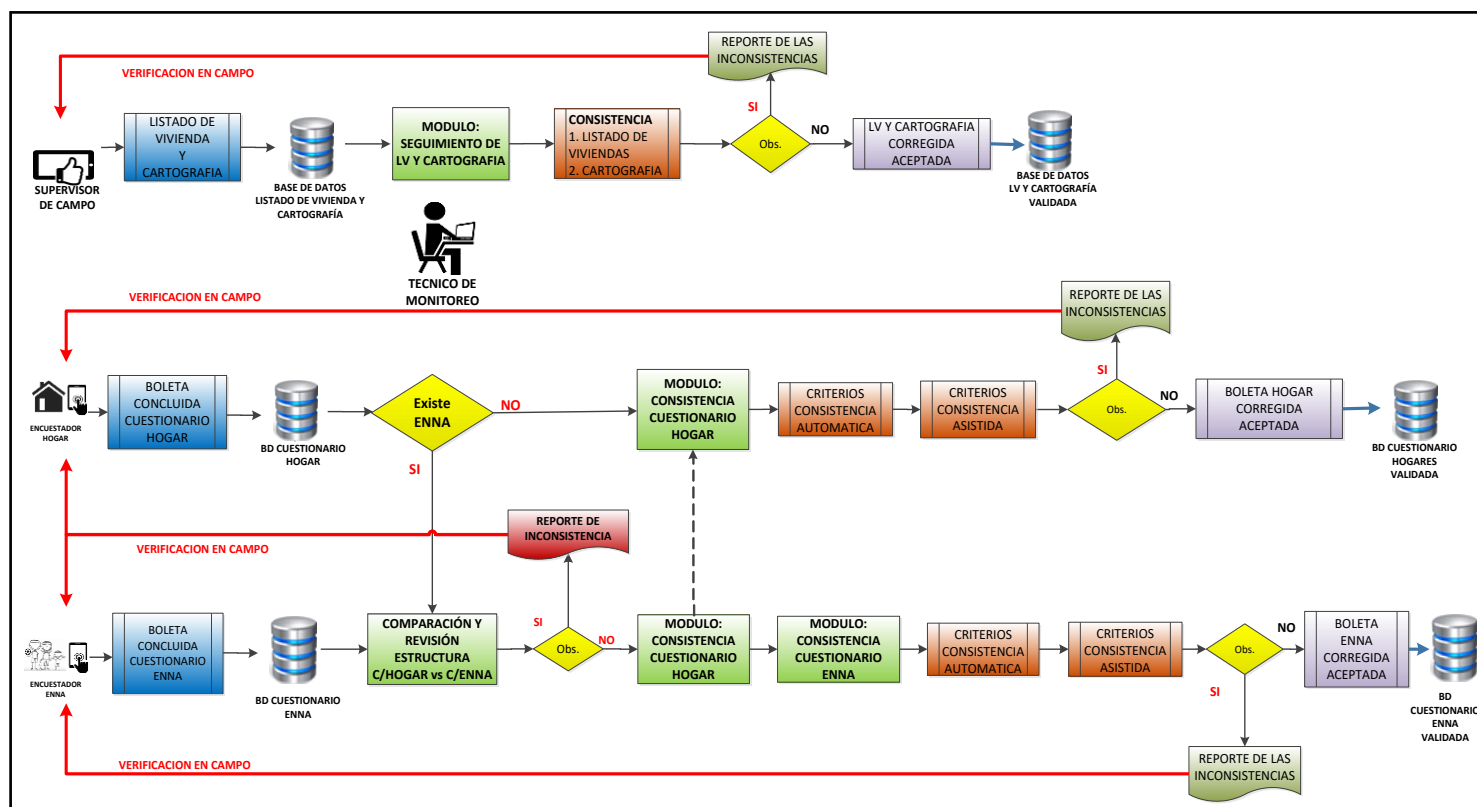 REPORTE DE LAS
INCONSISTENCIAS
VERIFICACION EN CAMPO
SI
LISTADO DE
VIVIENDA
Y
CARTOGRAFIA
MODULO:
SEGUIMIENTO DE
LV Y CARTOGRAFIA
CONSISTENCIA
1. LISTADO DE
VIVIENDAS
2. CARTOGRAFIA
Obs.
NO
LV Y CARTOGRAFIA
CORREGIDA
ACEPTADA
SUPERVISOR
DE CAMPO
BASE DE DATOS
LISTADO DE VIVIENDA Y
CARTOGRAFÍA
BASE DE DATOS
LV Y CARTOGRAFÍA
VALIDADA
TECNICO DE
MONITOREO
VERIFICACION EN CAMPO
REPORTE DE LAS
INCONSISTENCIAS
SI
BOLETA
CONCLUIDA
CUESTIONARIO
HOGAR
Existe
ENNA
NO
MODULO:
CONSISTENCIA
CUESTIONARIO
HOGAR
CRITERIOS
CONSISTENCIA
AUTOMATICA
CRITERIOS
CONSISTENCIA
ASISTIDA
Obs.
NO
BOLETA HOGAR
CORREGIDA
ACEPTADA
ENCUESTADOR
HOGAR
BD CUESTIONARIO
HOGAR
BD CUESTIONARIO
HOGARES
VALIDADA
SI
REPORTE DE
INCONSISTENCIA
VERIFICACION EN CAMPO
BOLETA
CONCLUIDA
CUESTIONARIO
ENNA
COMPARACIÓN Y
REVISIÓN
ESTRUCTURA
C/HOGAR vs C/ENNA
SI
Obs.
NO
MODULO:
CONSISTENCIA
CUESTIONARIO
HOGAR
MODULO:
CONSISTENCIA
CUESTIONARIO
ENNA
CRITERIOS
CONSISTENCIA
AUTOMATICA
CRITERIOS
CONSISTENCIA
ASISTIDA
Obs.
NO
BOLETA
ENNA
CORREGIDA
ACEPTADA
ENCUESTADOR
ENNA
BD CUESTIONARIO
ENNA
SI
BD
CUESTIONARIO
ENNA
VALIDADA
VERIFICACION EN CAMPO
REPORTE DE LAS
INCONSISTENCIAS